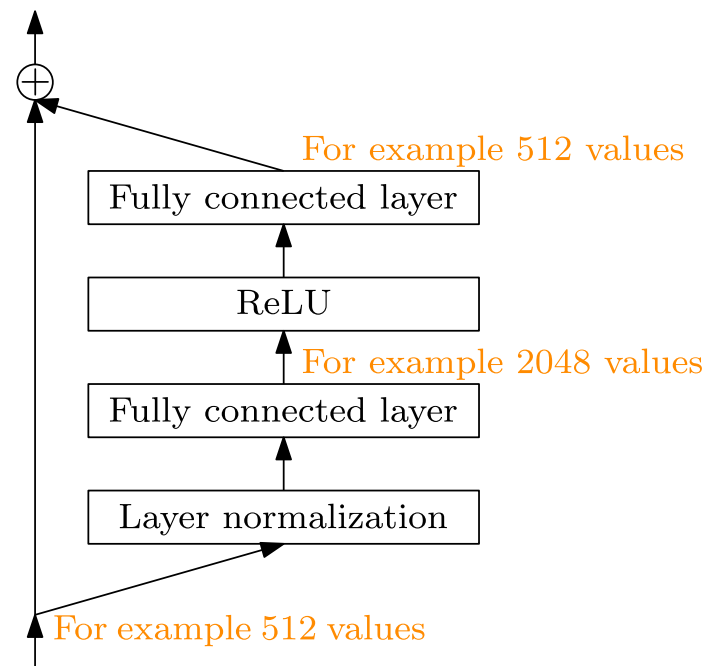 For example 512 values
Fully connected layer
ReLU
For example 2048 values
Fully connected layer
Layer normalization
For example 512 values